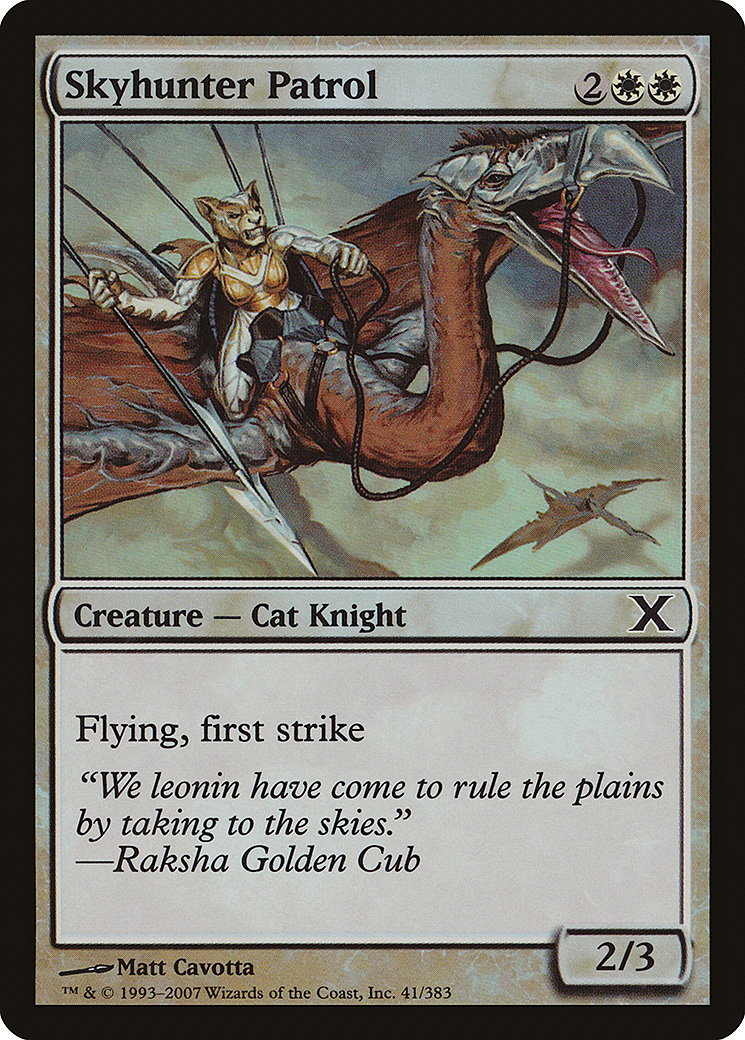 Skyhunter Patrol 2
Creature — Cat Knight X
Flying, first strike
“We leonin have come to rule the plains
by taking to the skies.”
—Raksha Golden Cub
2/3
Matt Cavotta
™ & © 1993–2007 Wizards of the Coast, Inc. 41/383